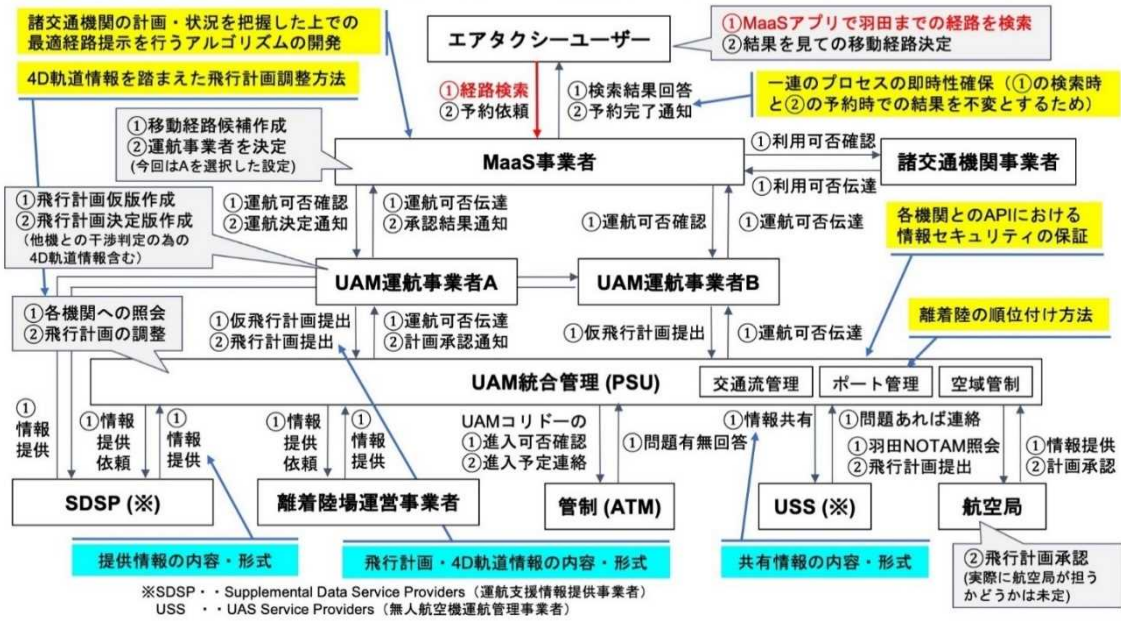 諸交通機関の計画・状況を把握した上での
最適経路提示を行うアルゴリズムの開発
エアタクシーユーザー
①MaaSアプリで羽田までの経路を検索
②結果を見ての移動経路決定
4D軌道情報を踏まえた飛行計画調整方法
①経路検索
②予約依頼
①検索結果回答
②予約完了通知
一連のプロセスの即時性確保（①の検索時
と②の予約時での結果を不変とするため）
①移動経路候補作成
②運航事業者を決定
(今回はAを選択した設定)
MaaS事業者
①利用可否確認
①利用可否伝達
諸交通機関事業者
①飛行計画仮版作成
②飛行計画決定版作成
(他機との干渉判定の為の
4D軌道情報含む)
①運航可否確認
②運航決定通知
①運航可否伝達
②承認結果通知
①運航可否確認
①運航可否伝達
各機関とのAPIにおける
情報セキュリティの保証
UAM運航事業者A
UAM運航事業者B
①各機関への照会
②飛行計画の調整
①仮飛行計画提出
②飛行計画提出
①運航可否伝達
②計画承認通知
①仮飛行計画提出
①運航可否伝達
離着陸の順位付け方法
UAM統合管理 (PSU)
交通流管理
ポート管理
空域管制
①
情報
提供
①情報
提供
依頼
①
情報
提供
①情報
提供
依頼
①
情報
提供
UAMコリドーの
①進入可否確認
②進入予定連絡
①問題有無回答
①情報共有
①問題あれば連絡
①羽田NOTAM照会
②飛行計画提出
①情報提供
②計画承認
SDSP (※)
離着陸場運営事業者
管制 (ATM)
USS (※)
航空局
提供情報の内容・形式
飛行計画・4D軌道情報の内容・形式
共有情報の内容・形式
②飛行計画承認
(実際に航空局が担う
かどうかは未定)
※SDSP・・Supplemental Data Service Providers（運航支援情報提供事業者）
USS ・・UAS Service Providers（無人航空機運航管理事業者）